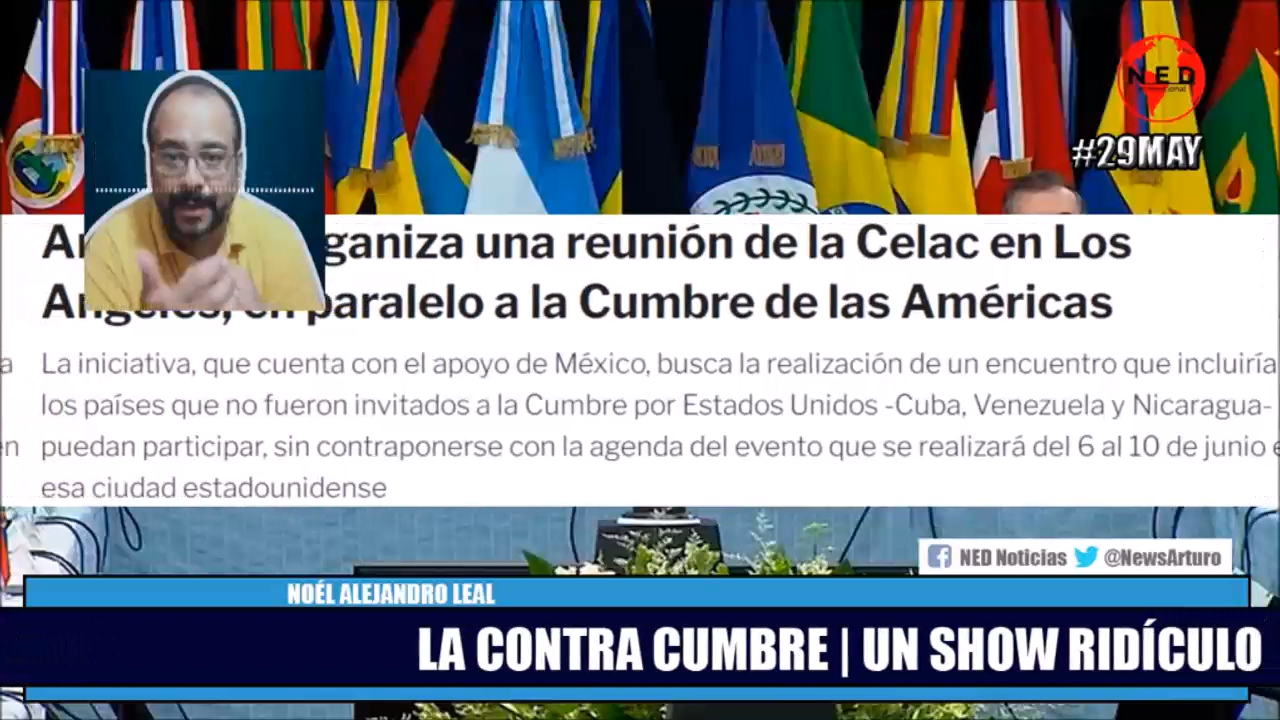 NED
#29MAY
ganiza una reunión de la Celac en Los
paralelo a la Cumbre de las Américas
La iniciativa, que cuenta con el apoyo de México, busca la realización de un encuentro que incluiría
los países que no fueron invitados a la Cumbre por Estados Unidos -Cuba, Venezuela y Nicaragua-
puedan participar, sin contraponerse con la agenda del evento que se realizará del 6 al 10 de junio
esa ciudad estadounidense
NED Noticias @NewsArturo
NOÉL ALEJANDRO LEAL
LA CONTRA CUMBRE | UN SHOW RIDÍCULO